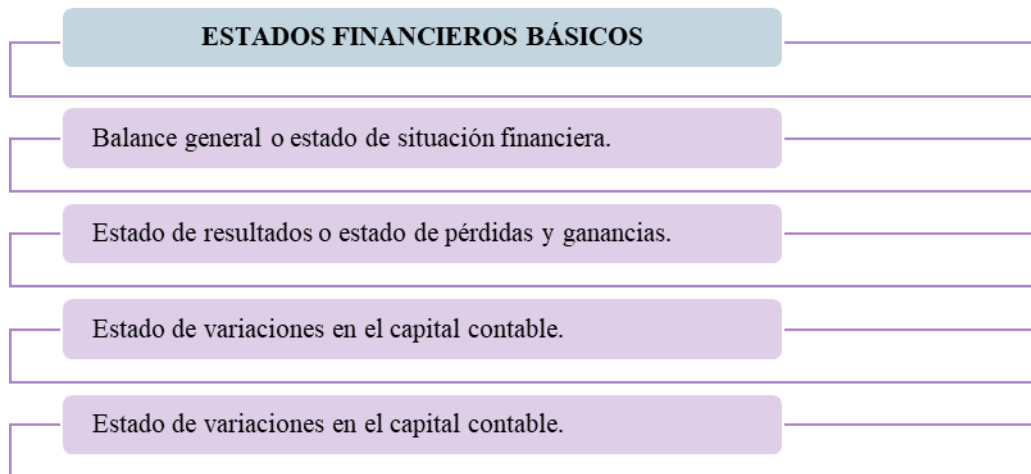 ESTADOS FINANCIEROS BÁSICOS
Balance general o estado de situación financiera.
Estado de resultados o estado de pérdidas y ganancias.
Estado de variaciones en el capital contable.
Estado de variaciones en el capital contable.